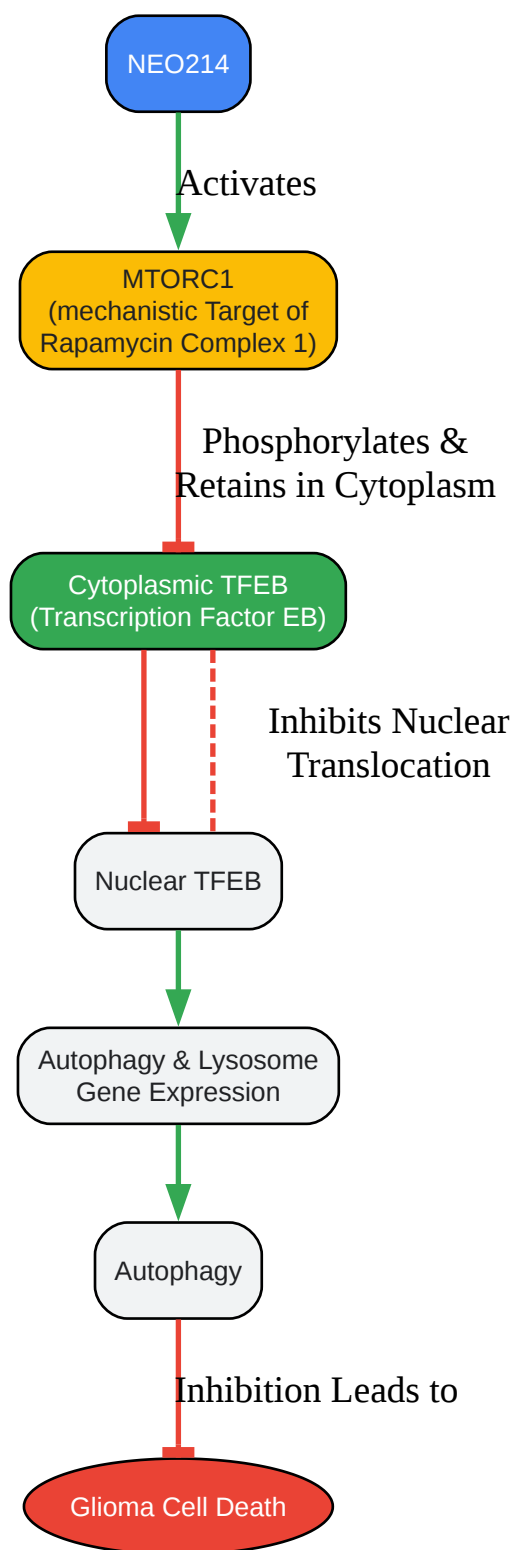 NEO214
Activates
MTORC1
(mechanistic Target of
Rapamycin Complex 1)
Phosphorylates &
Retains in Cytoplasm
Cytoplasmic TFEB
(Transcription Factor EB)
Inhibits Nuclear
Translocation
Nuclear TFEB
Autophagy & Lysosome
Gene Expression
Autophagy
Inhibition Leads to
Glioma Cell Death